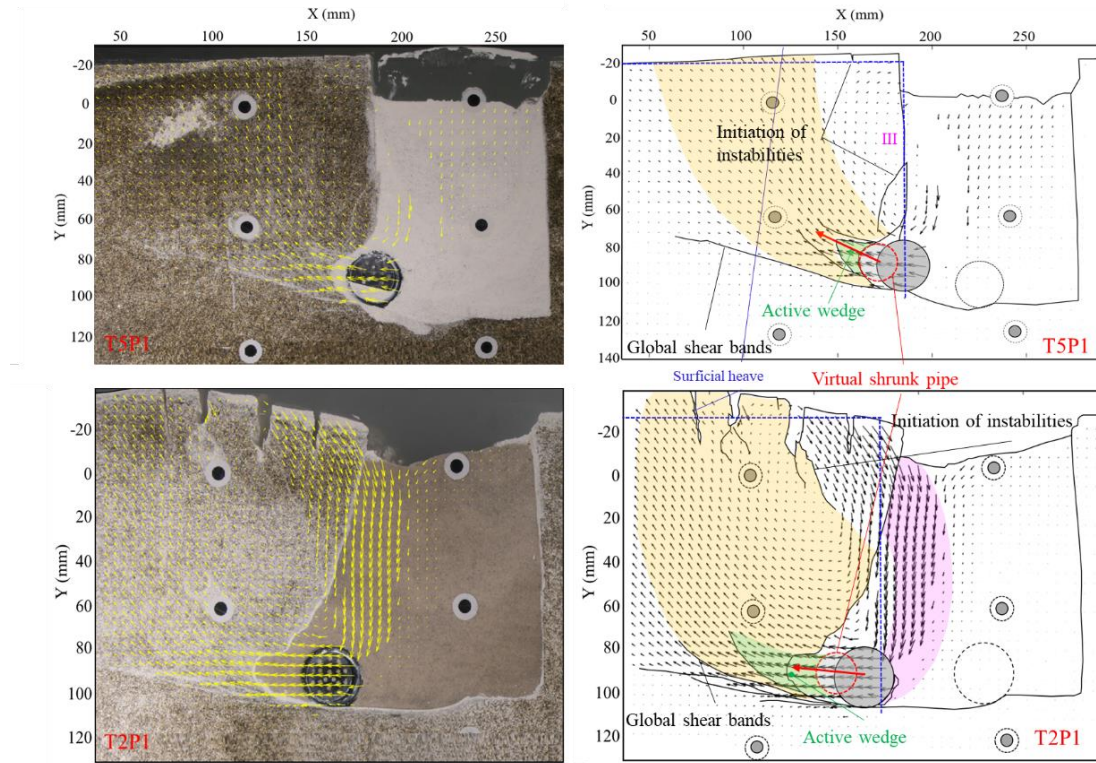 X (mm)
50 100 150 200 250
Y (mm)
-20
0
20
40
60
80
100
120
T5P1
X (mm)
50 100 150 200 250
Y (mm)
-20
0
20
40
60
80
100
120
140
Initiation of
instabilities
III
Active wedge
Global shear bands
T5P1
Surficial heave
Virtual shrunk pipe
Y (mm)
-20
0
20
40
60
80
100
120
T2P1
Y (mm)
-20
0
20
40
60
80
100
120
Initiation of instabilities
Global shear bands
Active wedge
T2P1